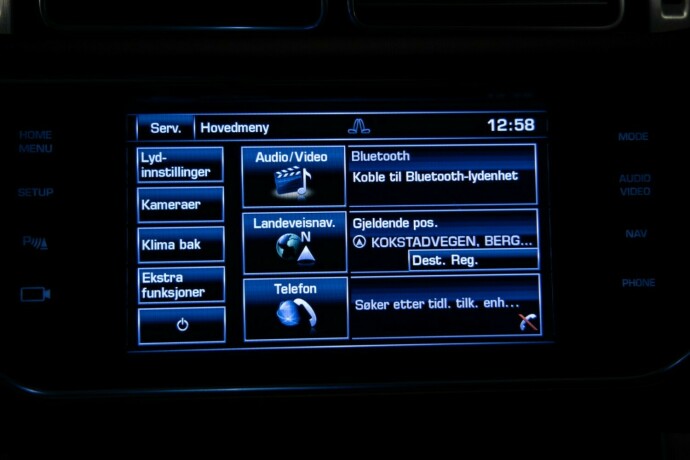 Serv. Hovedmeny 12:58
HOME
MENU
SETUP
P
Lyd-
innstillinger
Kameraer
Klima bak
Ekstra
funksjoner
Audio/Video
Bluetooth
Koble til Bluetooth-lydenhet
Landeveisnav.
N
Gjeldende pos.
KOKSTADVEGEN, BERG...
Dest. Reg.
Telefon
Søker etter tidl. tilk. enh...
MODE
AUDIO
VIDEO
NAV
PHONE